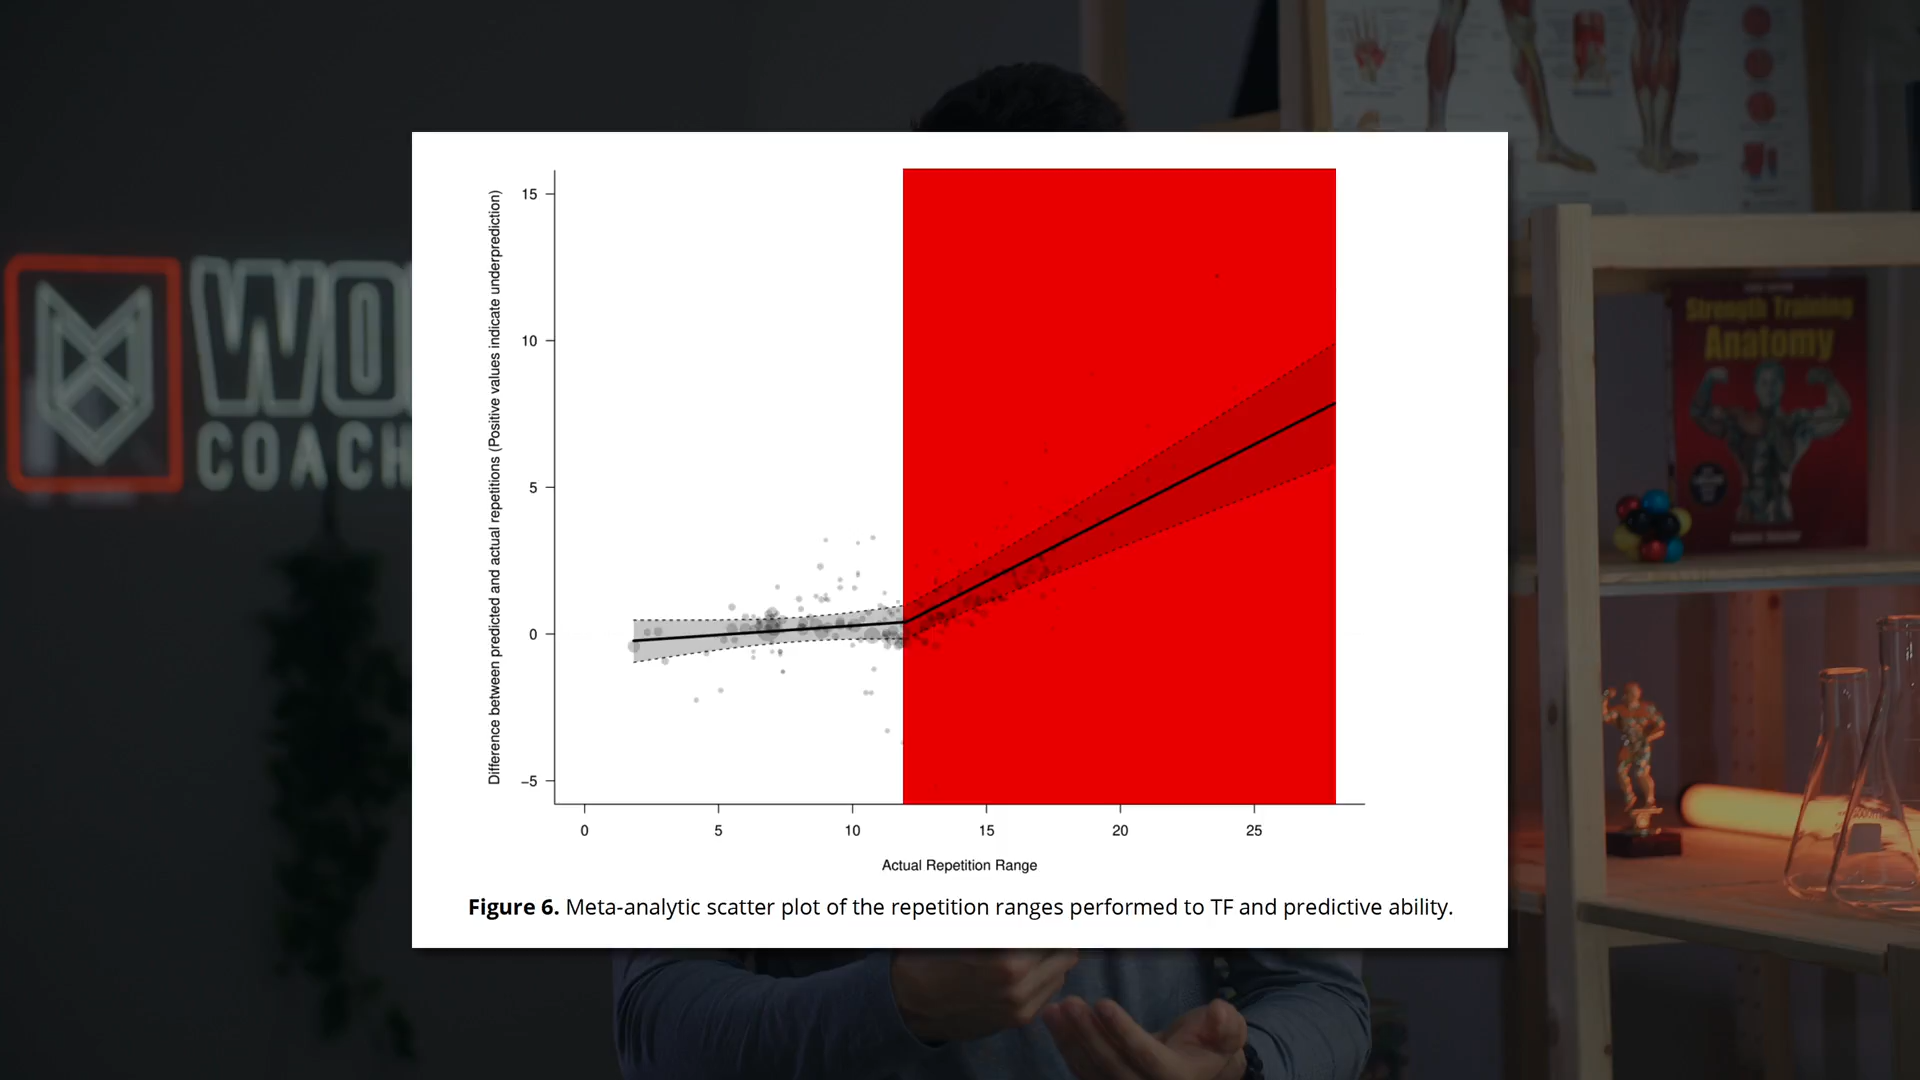 WO
COACH
Strength Training
Anatomy
15
10
5
0
−5
Difference between predicted and actual repetitions (Positive values indicate underprediction)
0 5 10 15 20 25
Actual Repetition Range
Figure 6. Meta-analytic scatter plot of the repetition ranges performed to TF and predictive ability.